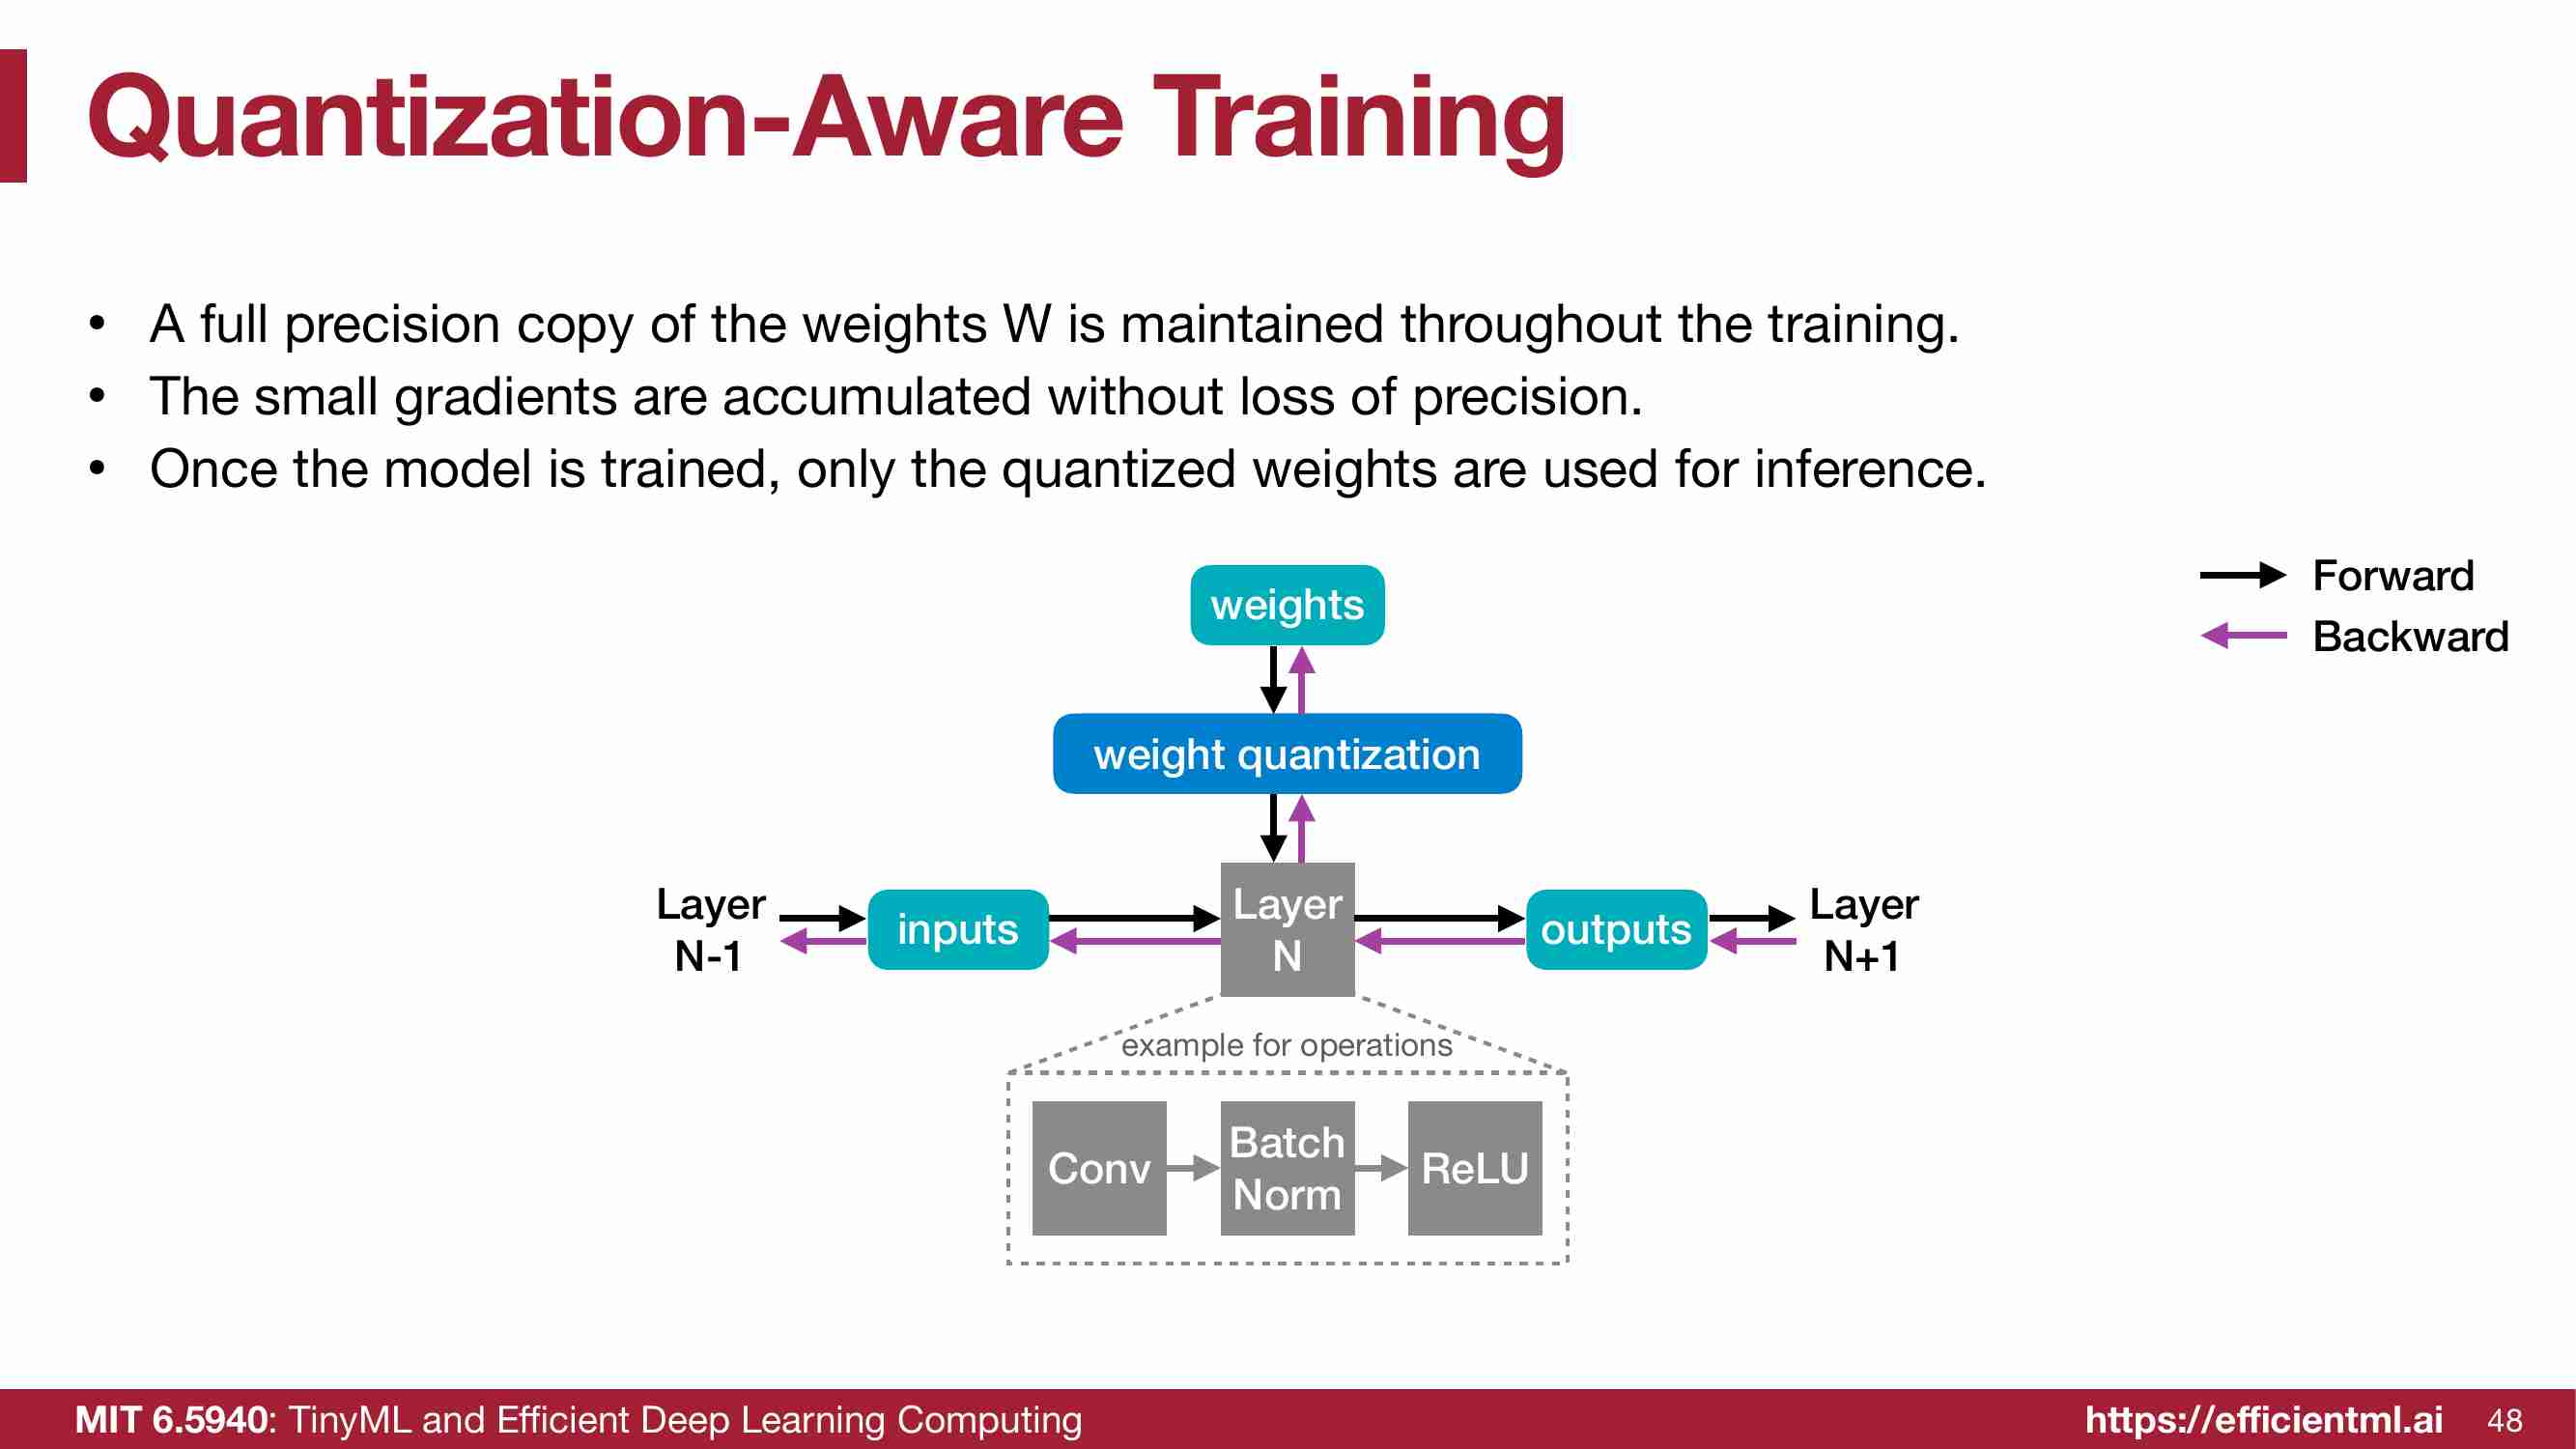 Quantization-Aware Training
• A full precision copy of the weights W is maintained throughout the training.
• The small gradients are accumulated without loss of precision.
• Once the model is trained, only the quantized weights are used for inference.
Forward
Backward
weights
weight quantization
Layer
N-1
inputs
Layer
N
outputs
Layer
N+1
example for operations
Conv
Batch
Norm
ReLU
MIT 6.5940: TinyML and Efficient Deep Learning Computing
https://efficientml.ai
48